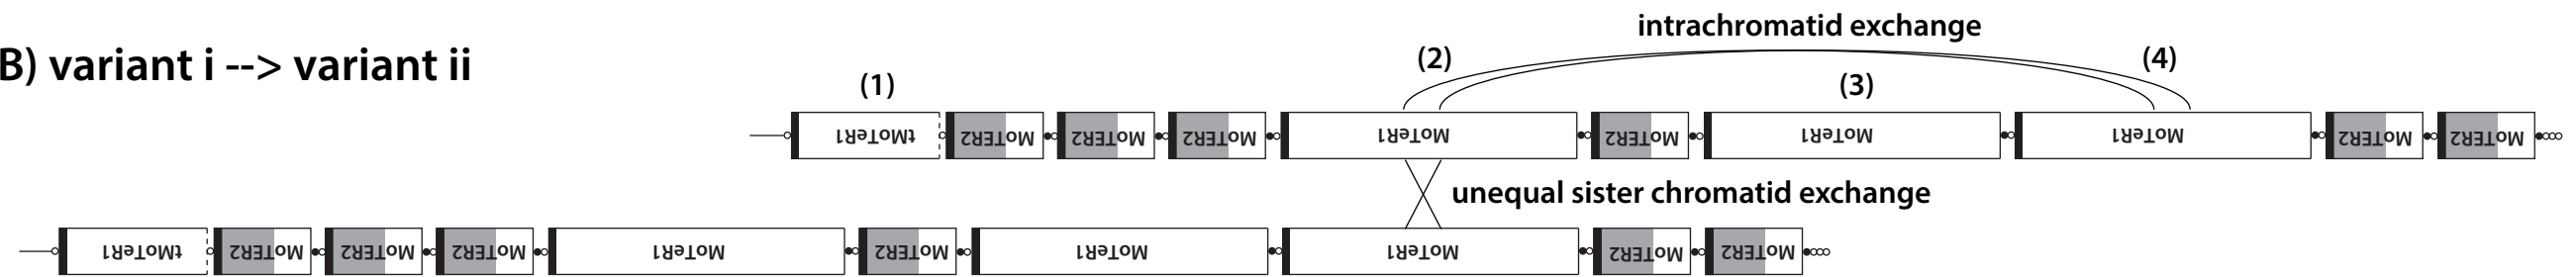 intrachromatid exchange
B) variant i --> variant ii
(2)
(4)
(1)
(3)
tMoTeR1 MoTER2 MoTER2 MoTER2 MoTeR1 MoTER2 MoTeR1 MoTeR1 MoTER2 MoTER2
unequal sister chromatid exchange
tMoTeR1 MoTER2 MoTER2 MoTER2 MoTeR1 MoTER2 MoTeR1 MoTeR1 MoTER2 MoTER2